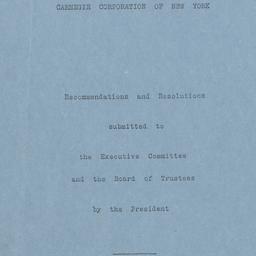 CARNEGIE CORPORATION OF NEW YORK
Recommendations and Resolutions
submitted to
the Executive Committee
and the Board of Trustees
by the President